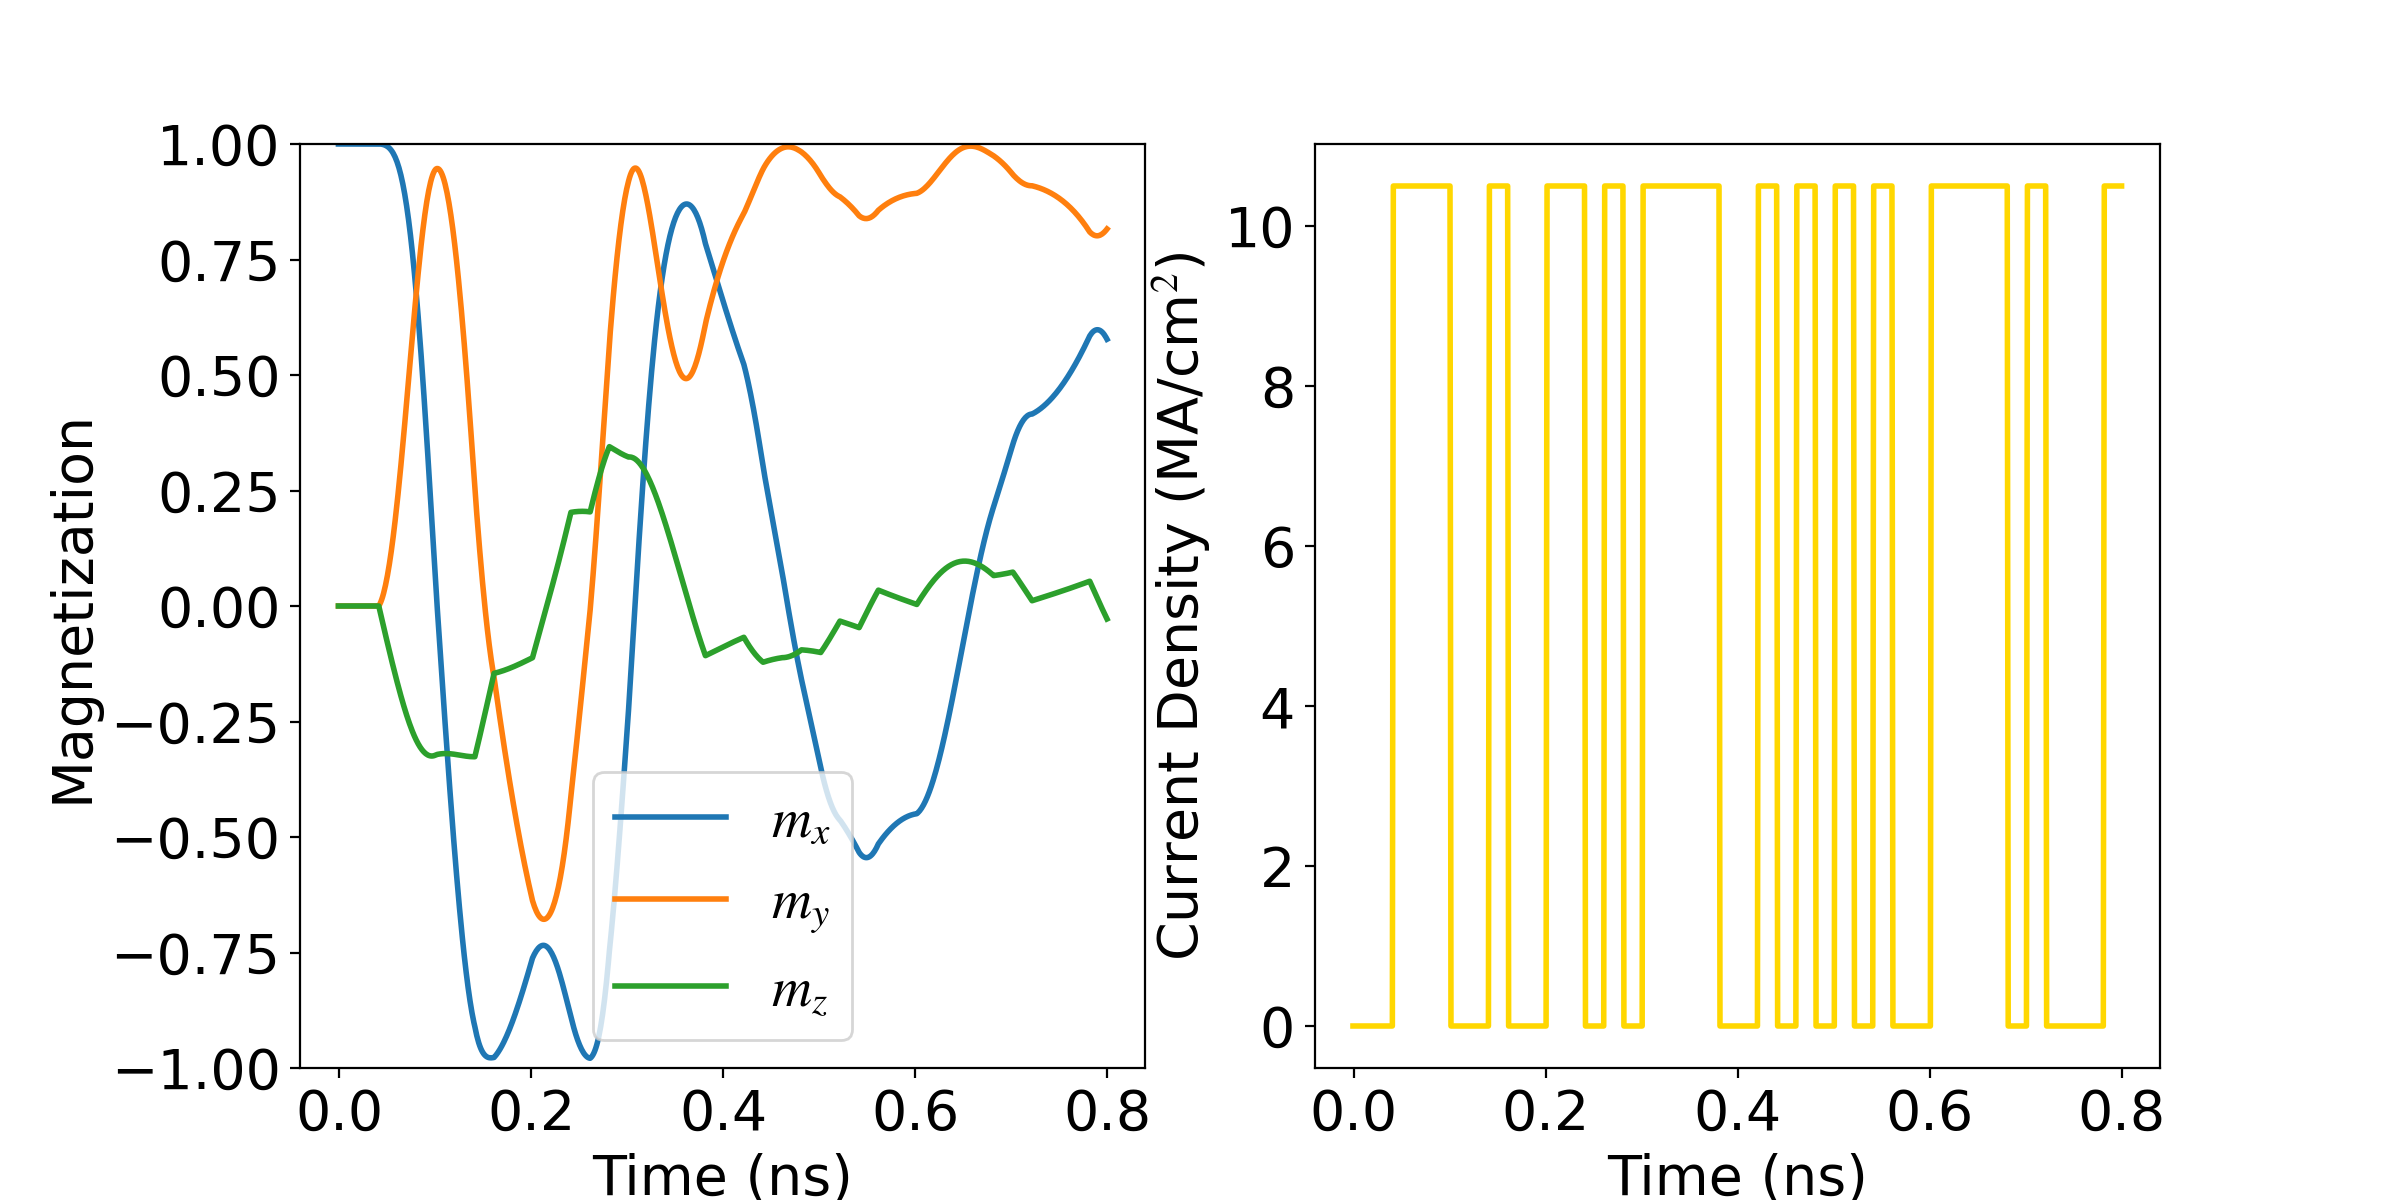 1.00
0.75
0.50
0.25
0.00
−0.25
−0.50
−0.75
−1.00
Magnetization
0.0 0.2 0.4 0.6 0.8
Time (ns)
m_x
m_y
m_z
10
8
6
4
2
0
Current Density (MA/cm²)
0.0 0.2 0.4 0.6 0.8
Time (ns)